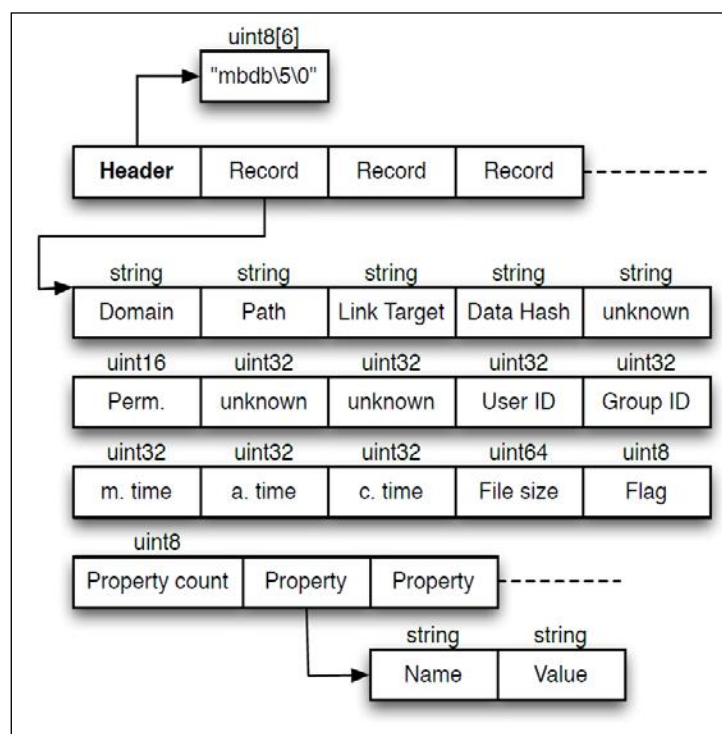 uint8[6]
"mbdb\5\0"
Header Record Record Record
string string string string string
Domain Path Link Target Data Hash unknown
uint16 uint32 uint32 uint32 uint32
Perm. unknown unknown User ID Group ID
uint32 uint32 uint32 uint64 uint8
m. time a. time c. time File size Flag
uint8
Property count Property Property
string string
Name Value